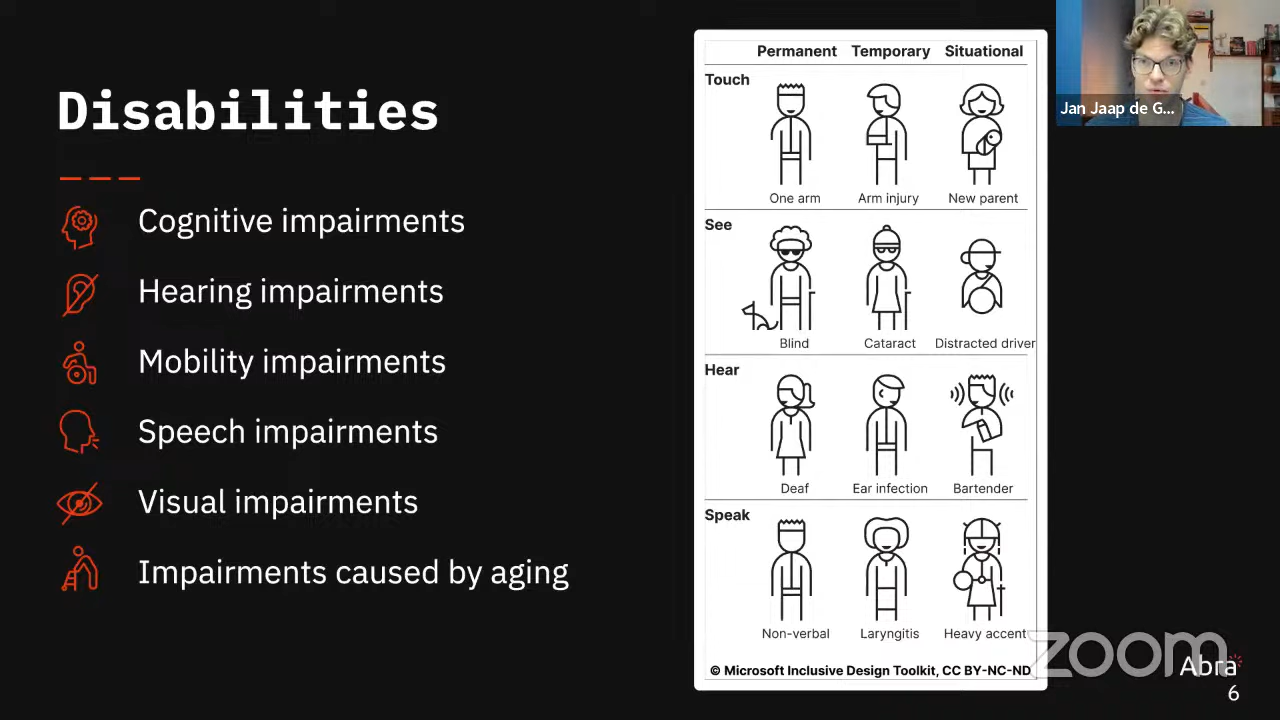 Disabilities
Cognitive impairments
Hearing impairments
Mobility impairments
Speech impairments
Visual impairments
Impairments caused by aging
Permanent Temporary Situational
Touch
One arm Arm injury New parent
See
Blind Cataract Distracted driver
Hear
Deaf Ear infection Bartender
Speak
Non-verbal Laryngitis Heavy accent
© Microsoft Inclusive Design Toolkit, CC BY-NC-ND
Jan Jaap de G...
zoom
Abra
6